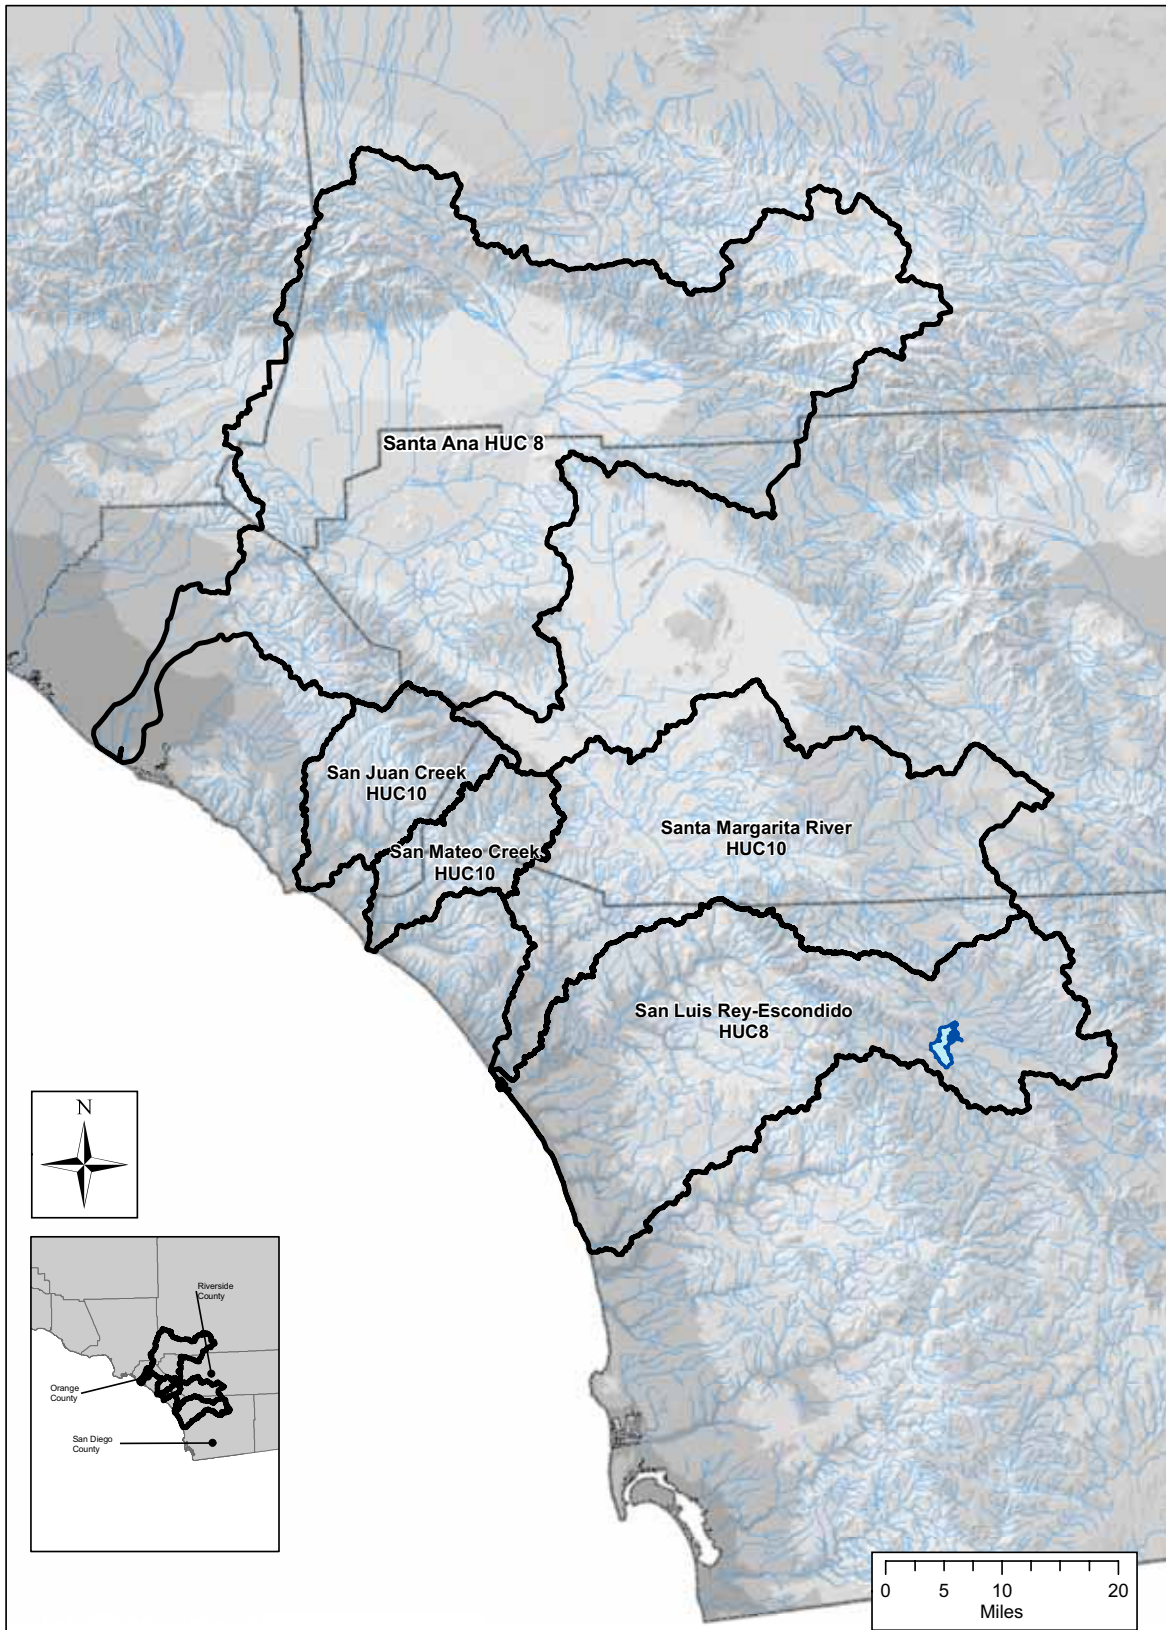 Santa Ana HUC 8
San Juan Creek
HUC10
San Mateo Creek
HUC10
Santa Margarita River
HUC10
San Luis Rey-Escondido
HUC8
N
Riverside
County
Orange
County
San Diego
County
0 5 10 20
Miles